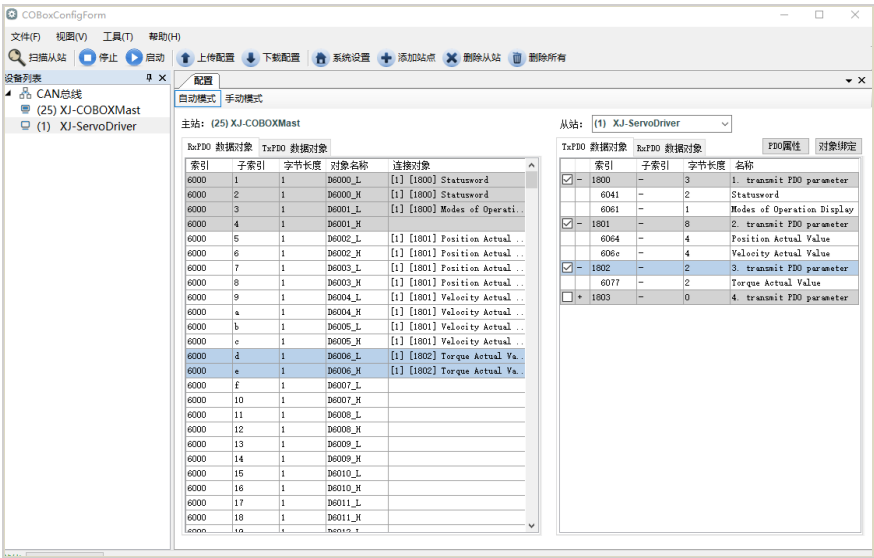 COBoxConfigForm
文件(F) 视图(V) 工具(T) 帮助(H)
扫描从站 停止 启动 上传配置 下载配置 系统设置 添加站点 删除从站 删除所有
设备列表
CAN总线
(25) XJ-COBOXMast
(1) XJ-ServoDriver
配置
自动模式 手动模式
主站: (25) XJ-COBOXMast
RxPDO 数据对象 TxPDO 数据对象
索引 子索引 字节长度 对象名称 连接对象
6000 1 1 D6000_L [1] [1800] Statusword
6000 2 1 D6000_H [1] [1800] Statusword
6000 3 1 D6001_L [1] [1800] Modes of Operati..
6000 4 1 D6001_H
6000 5 1 D6002_L [1] [1801] Position Actual ..
6000 6 1 D6002_H [1] [1801] Position Actual ..
6000 7 1 D6003_L [1] [1801] Position Actual ..
6000 8 1 D6003_H [1] [1801] Position Actual ..
6000 9 1 D6004_L [1] [1801] Velocity Actual ..
6000 a 1 D6004_H [1] [1801] Velocity Actual ..
6000 b 1 D6005_L [1] [1801] Velocity Actual ..
6000 c 1 D6005_H [1] [1801] Velocity Actual ..
6000 d 1 D6006_L [1] [1802] Torque Actual Va..
6000 e 1 D6006_H [1] [1802] Torque Actual Va..
6000 f 1 D6007_L
6000 10 1 D6007_H
6000 11 1 D6008_L
6000 12 1 D6008_H
6000 13 1 D6009_L
6000 14 1 D6009_H
6000 15 1 D6010_L
6000 16 1 D6010_H
6000 17 1 D6011_L
6000 18 1 D6011_H
从站: (1) XJ-ServoDriver
TxPDO 数据对象 RxPDO 数据对象 PDO属性 对象绑定
索引 子索引 字节长度 名称
− 1800 − 3 1. transmit PDO parameter
6041 − 2 Statusword
6061 − 1 Modes of Operation Display
− 1801 − 8 2. transmit PDO parameter
6064 − 4 Position Actual Value
606c − 4 Velocity Actual Value
− 1802 − 2 3. transmit PDO parameter
6077 − 2 Torque Actual Value
+ 1803 − 0 4. transmit PDO parameter